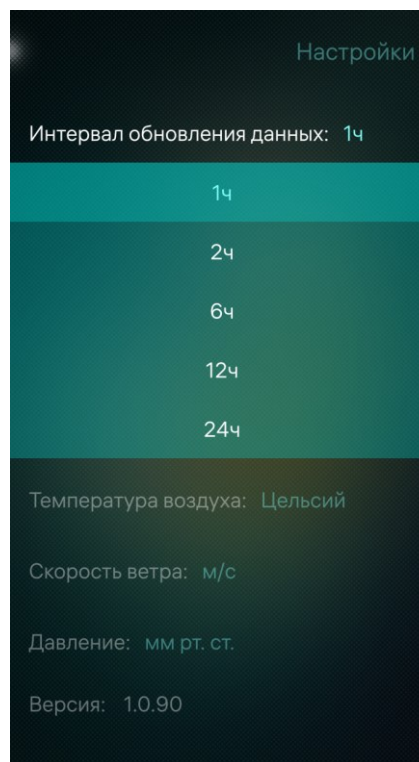 Настройки
Интервал обновления данных: 1ч
1ч
2ч
6ч
12ч
24ч
Температура воздуха: Цельсий
Скорость ветра: м/с
Давление: мм рт. ст.
Версия: 1.0.90